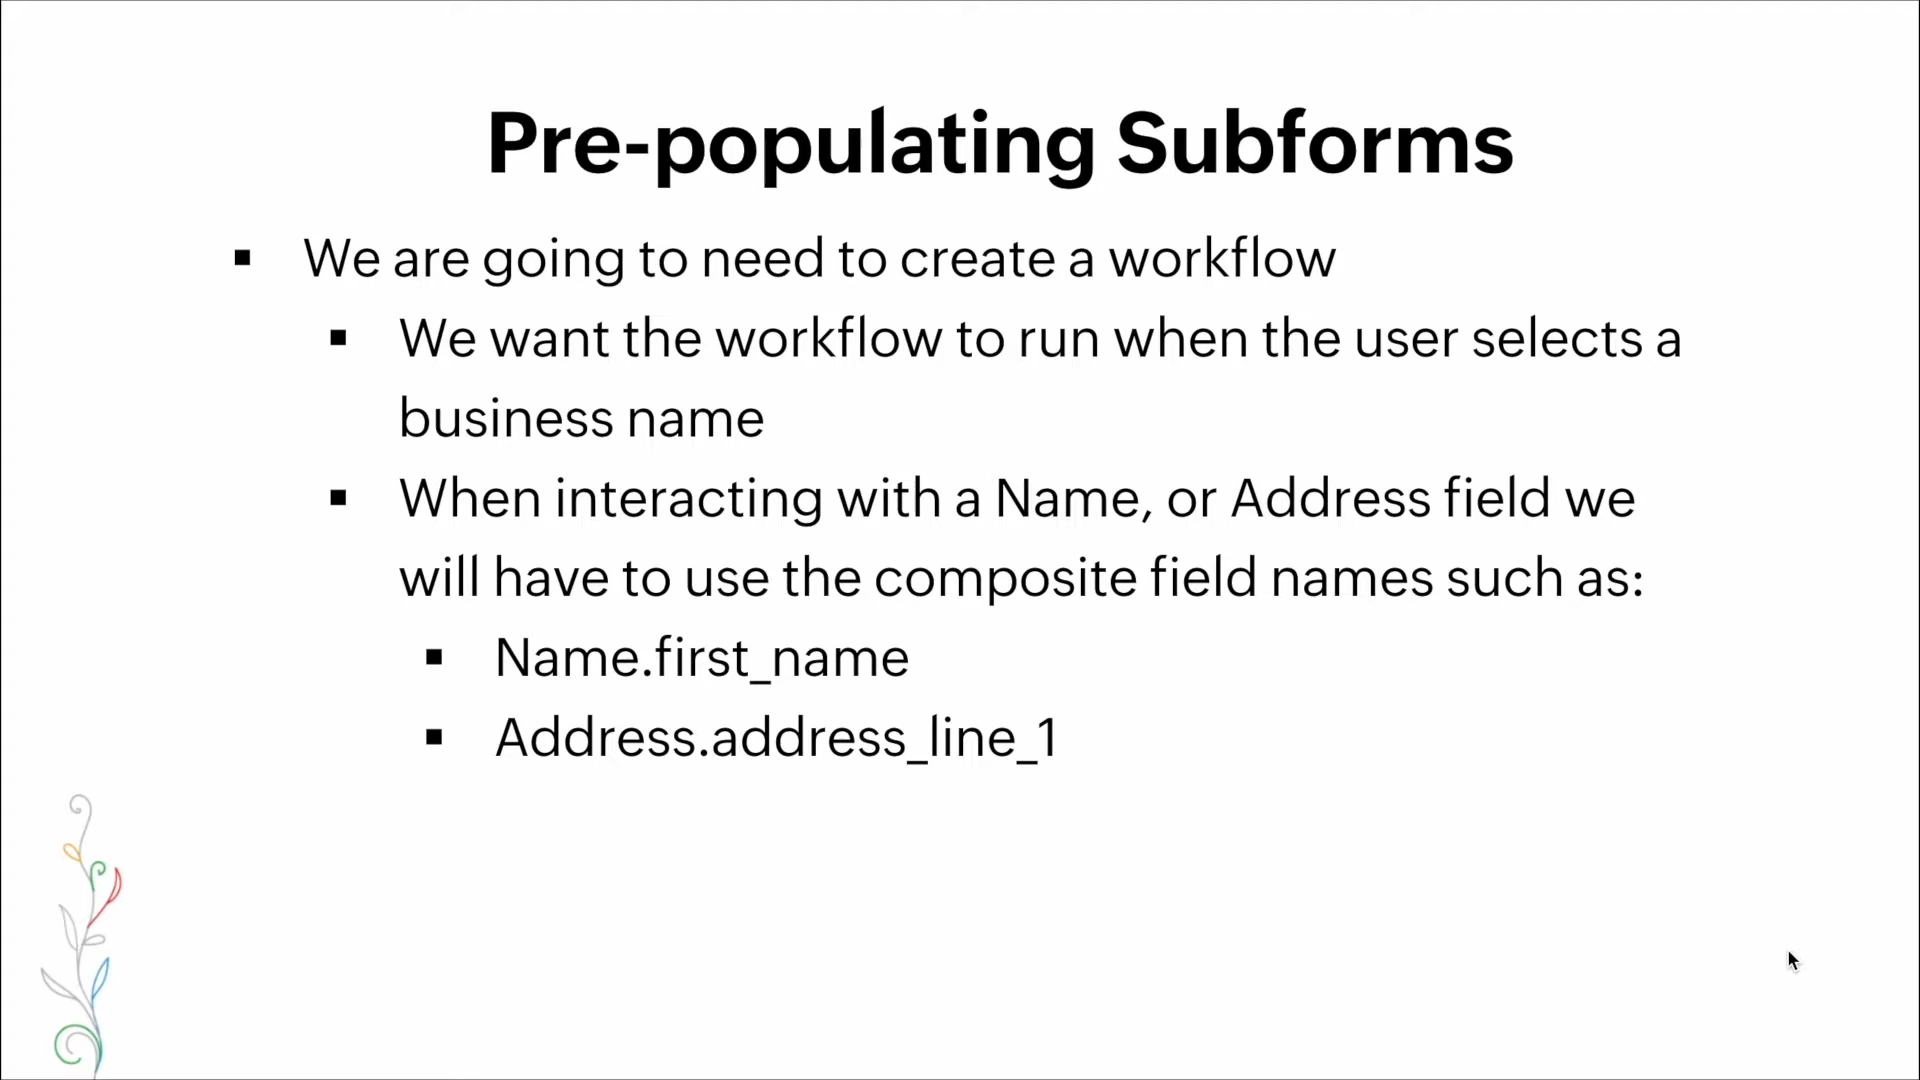 Pre-populating Subforms
▪ We are going to need to create a workflow
▪ We want the workflow to run when the user selects a
business name
▪ When interacting with a Name, or Address field we
will have to use the composite field names such as:
▪ Name.first_name
▪ Address.address_line_1